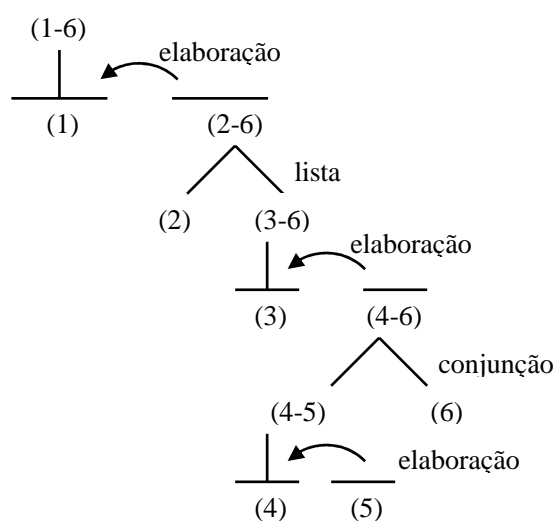 (1-6)
elaboração
(1)
(2-6)
lista
(2)
(3-6)
elaboração
(3)
(4-6)
conjunção
(4-5)
(6)
elaboração
(4)
(5)